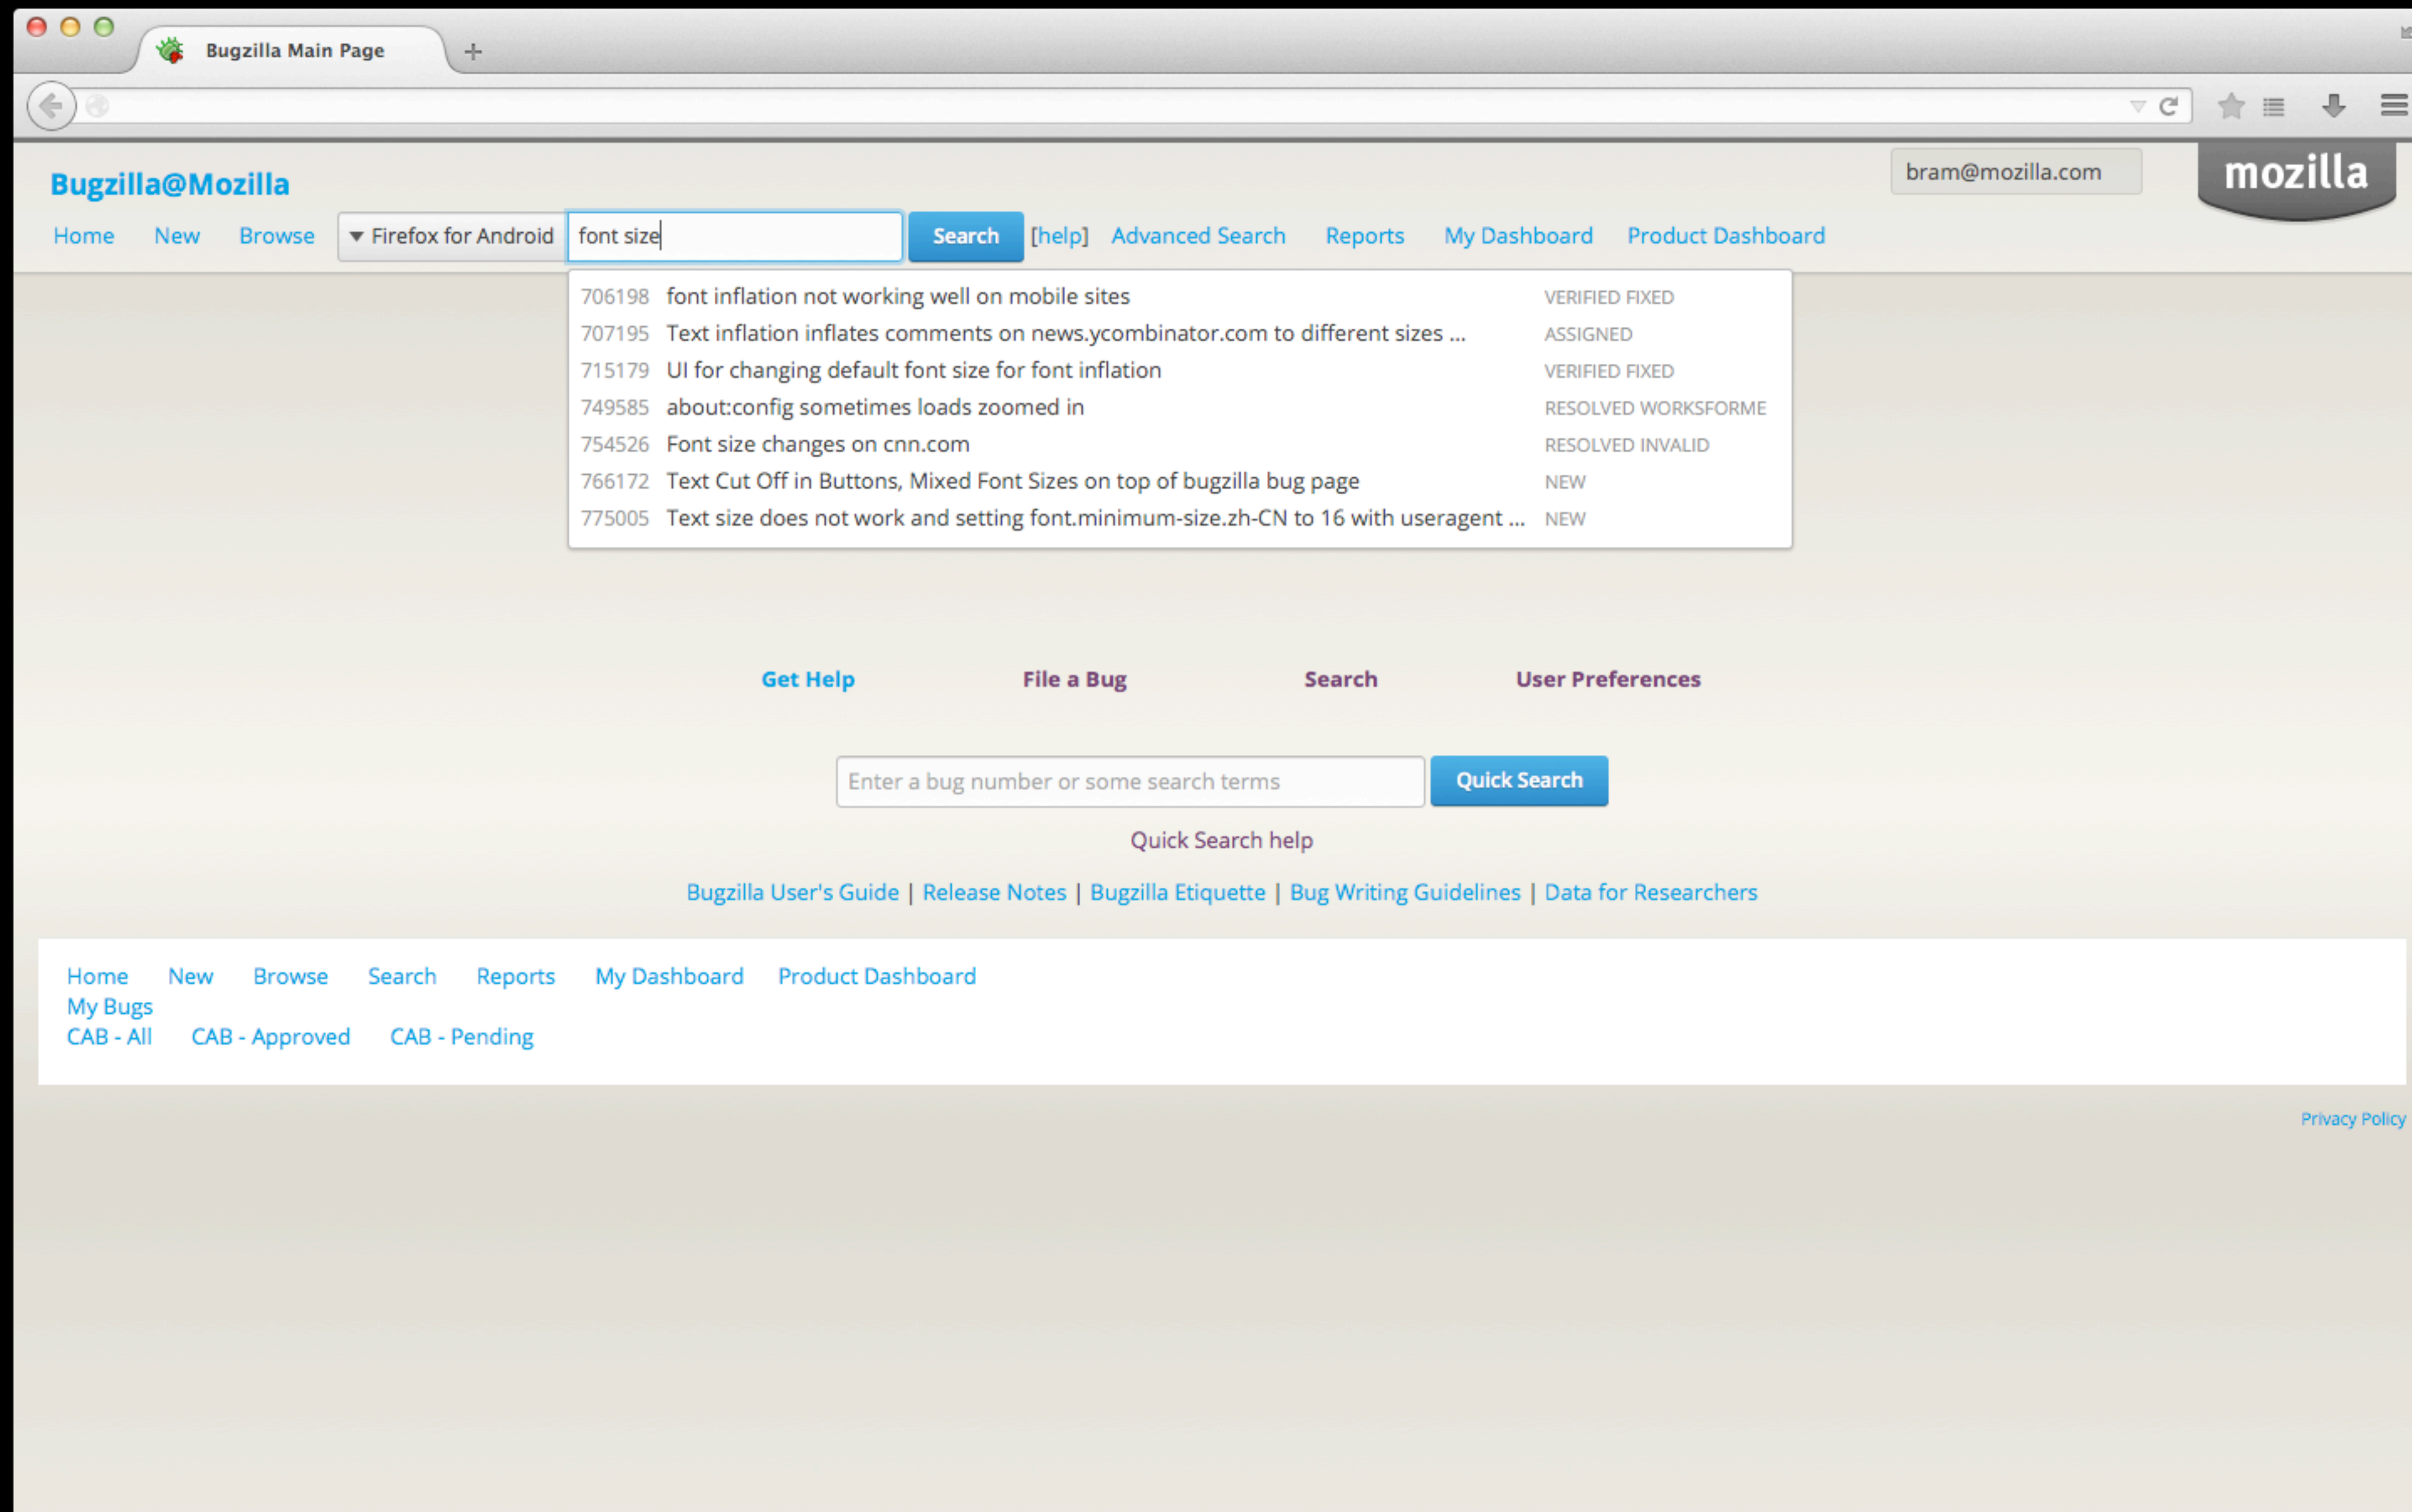 Bugzilla Main Page
Bugzilla@Mozilla bram@mozilla.com mozilla
Home New Browse Firefox for Android font size Search [help] Advanced Search Reports My Dashboard Product Dashboard
706198 font inflation not working well on mobile sites VERIFIED FIXED
707195 Text inflation inflates comments on news.ycombinator.com to different sizes ... ASSIGNED
715179 UI for changing default font size for font inflation VERIFIED FIXED
749585 about:config sometimes loads zoomed in RESOLVED WORKSFORME
754526 Font size changes on cnn.com RESOLVED INVALID
766172 Text Cut Off in Buttons, Mixed Font Sizes on top of bugzilla bug page NEW
775005 Text size does not work and setting font.minimum-size.zh-CN to 16 with useragent ... NEW
Get Help File a Bug Search User Preferences
Enter a bug number or some search terms Quick Search
Quick Search help
Bugzilla User's Guide | Release Notes | Bugzilla Etiquette | Bug Writing Guidelines | Data for Researchers
Home New Browse Search Reports My Dashboard Product Dashboard
My Bugs
CAB - All CAB - Approved CAB - Pending
Privacy Policy